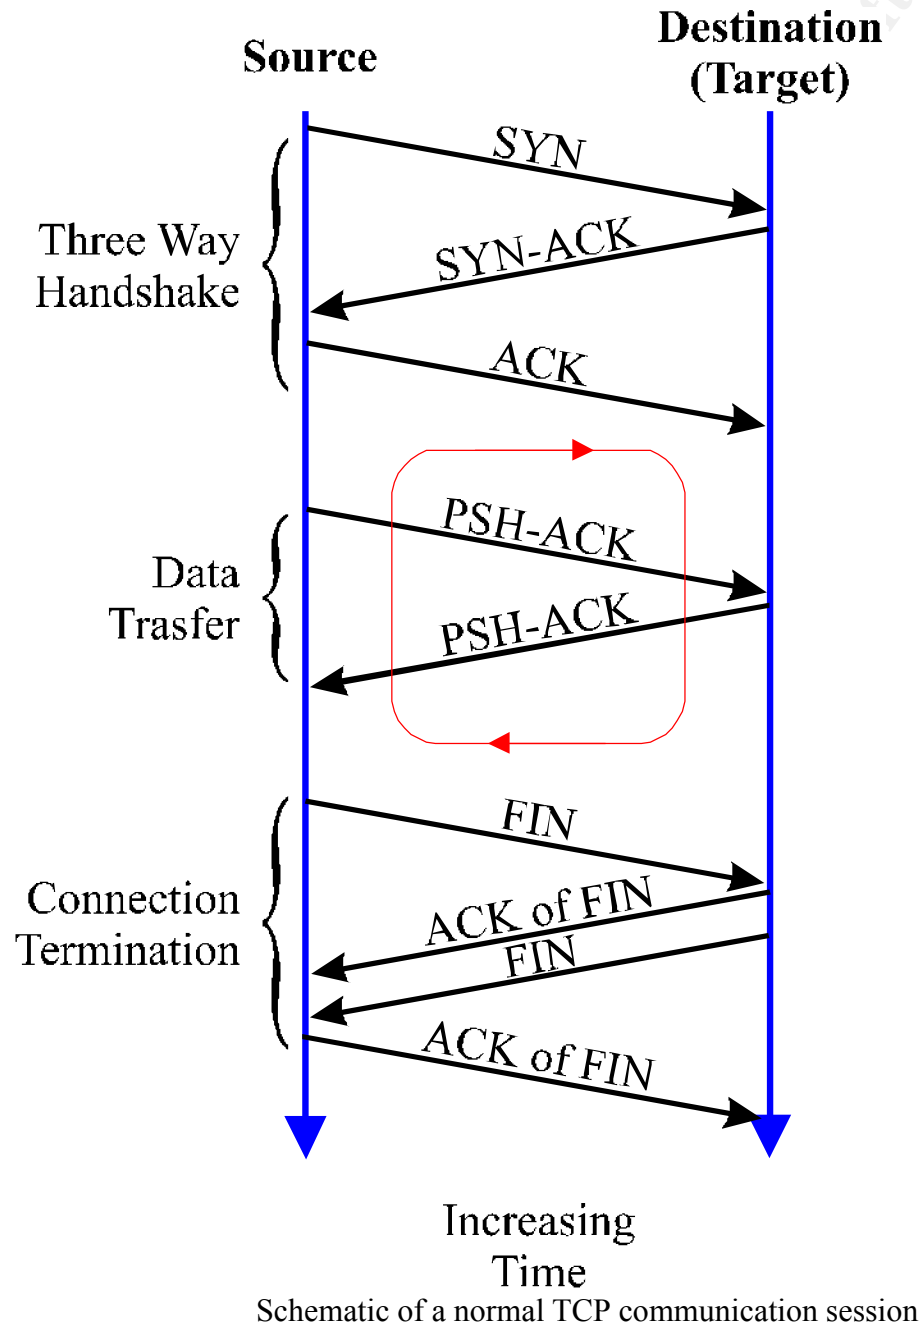 Source
Destination
(Target)
SYN
Three Way
Handshake
SYN-ACK
ACK
PSH-ACK
Data
Trasfer
PSH-ACK
FIN
Connection
Termination
ACK of FIN
FIN
ACK of FIN
Increasing
Time
Schematic of a normal TCP communication session